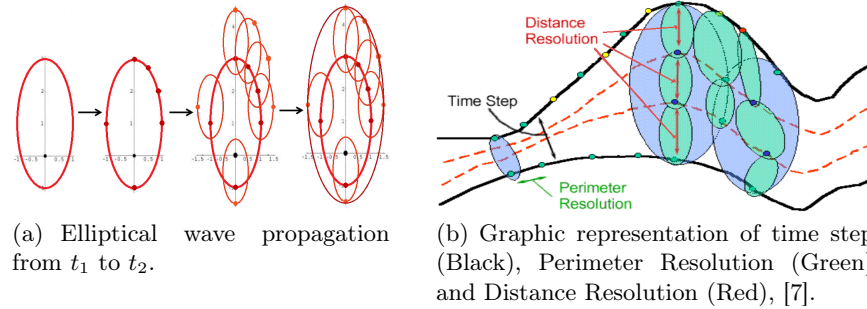 Distance
Resolution
Time Step
Perimeter
Resolution
(a) Elliptical wave propagation
from t₁ to t₂.
(b) Graphic representation of time step
(Black), Perimeter Resolution (Green)
and Distance Resolution (Red), [7].